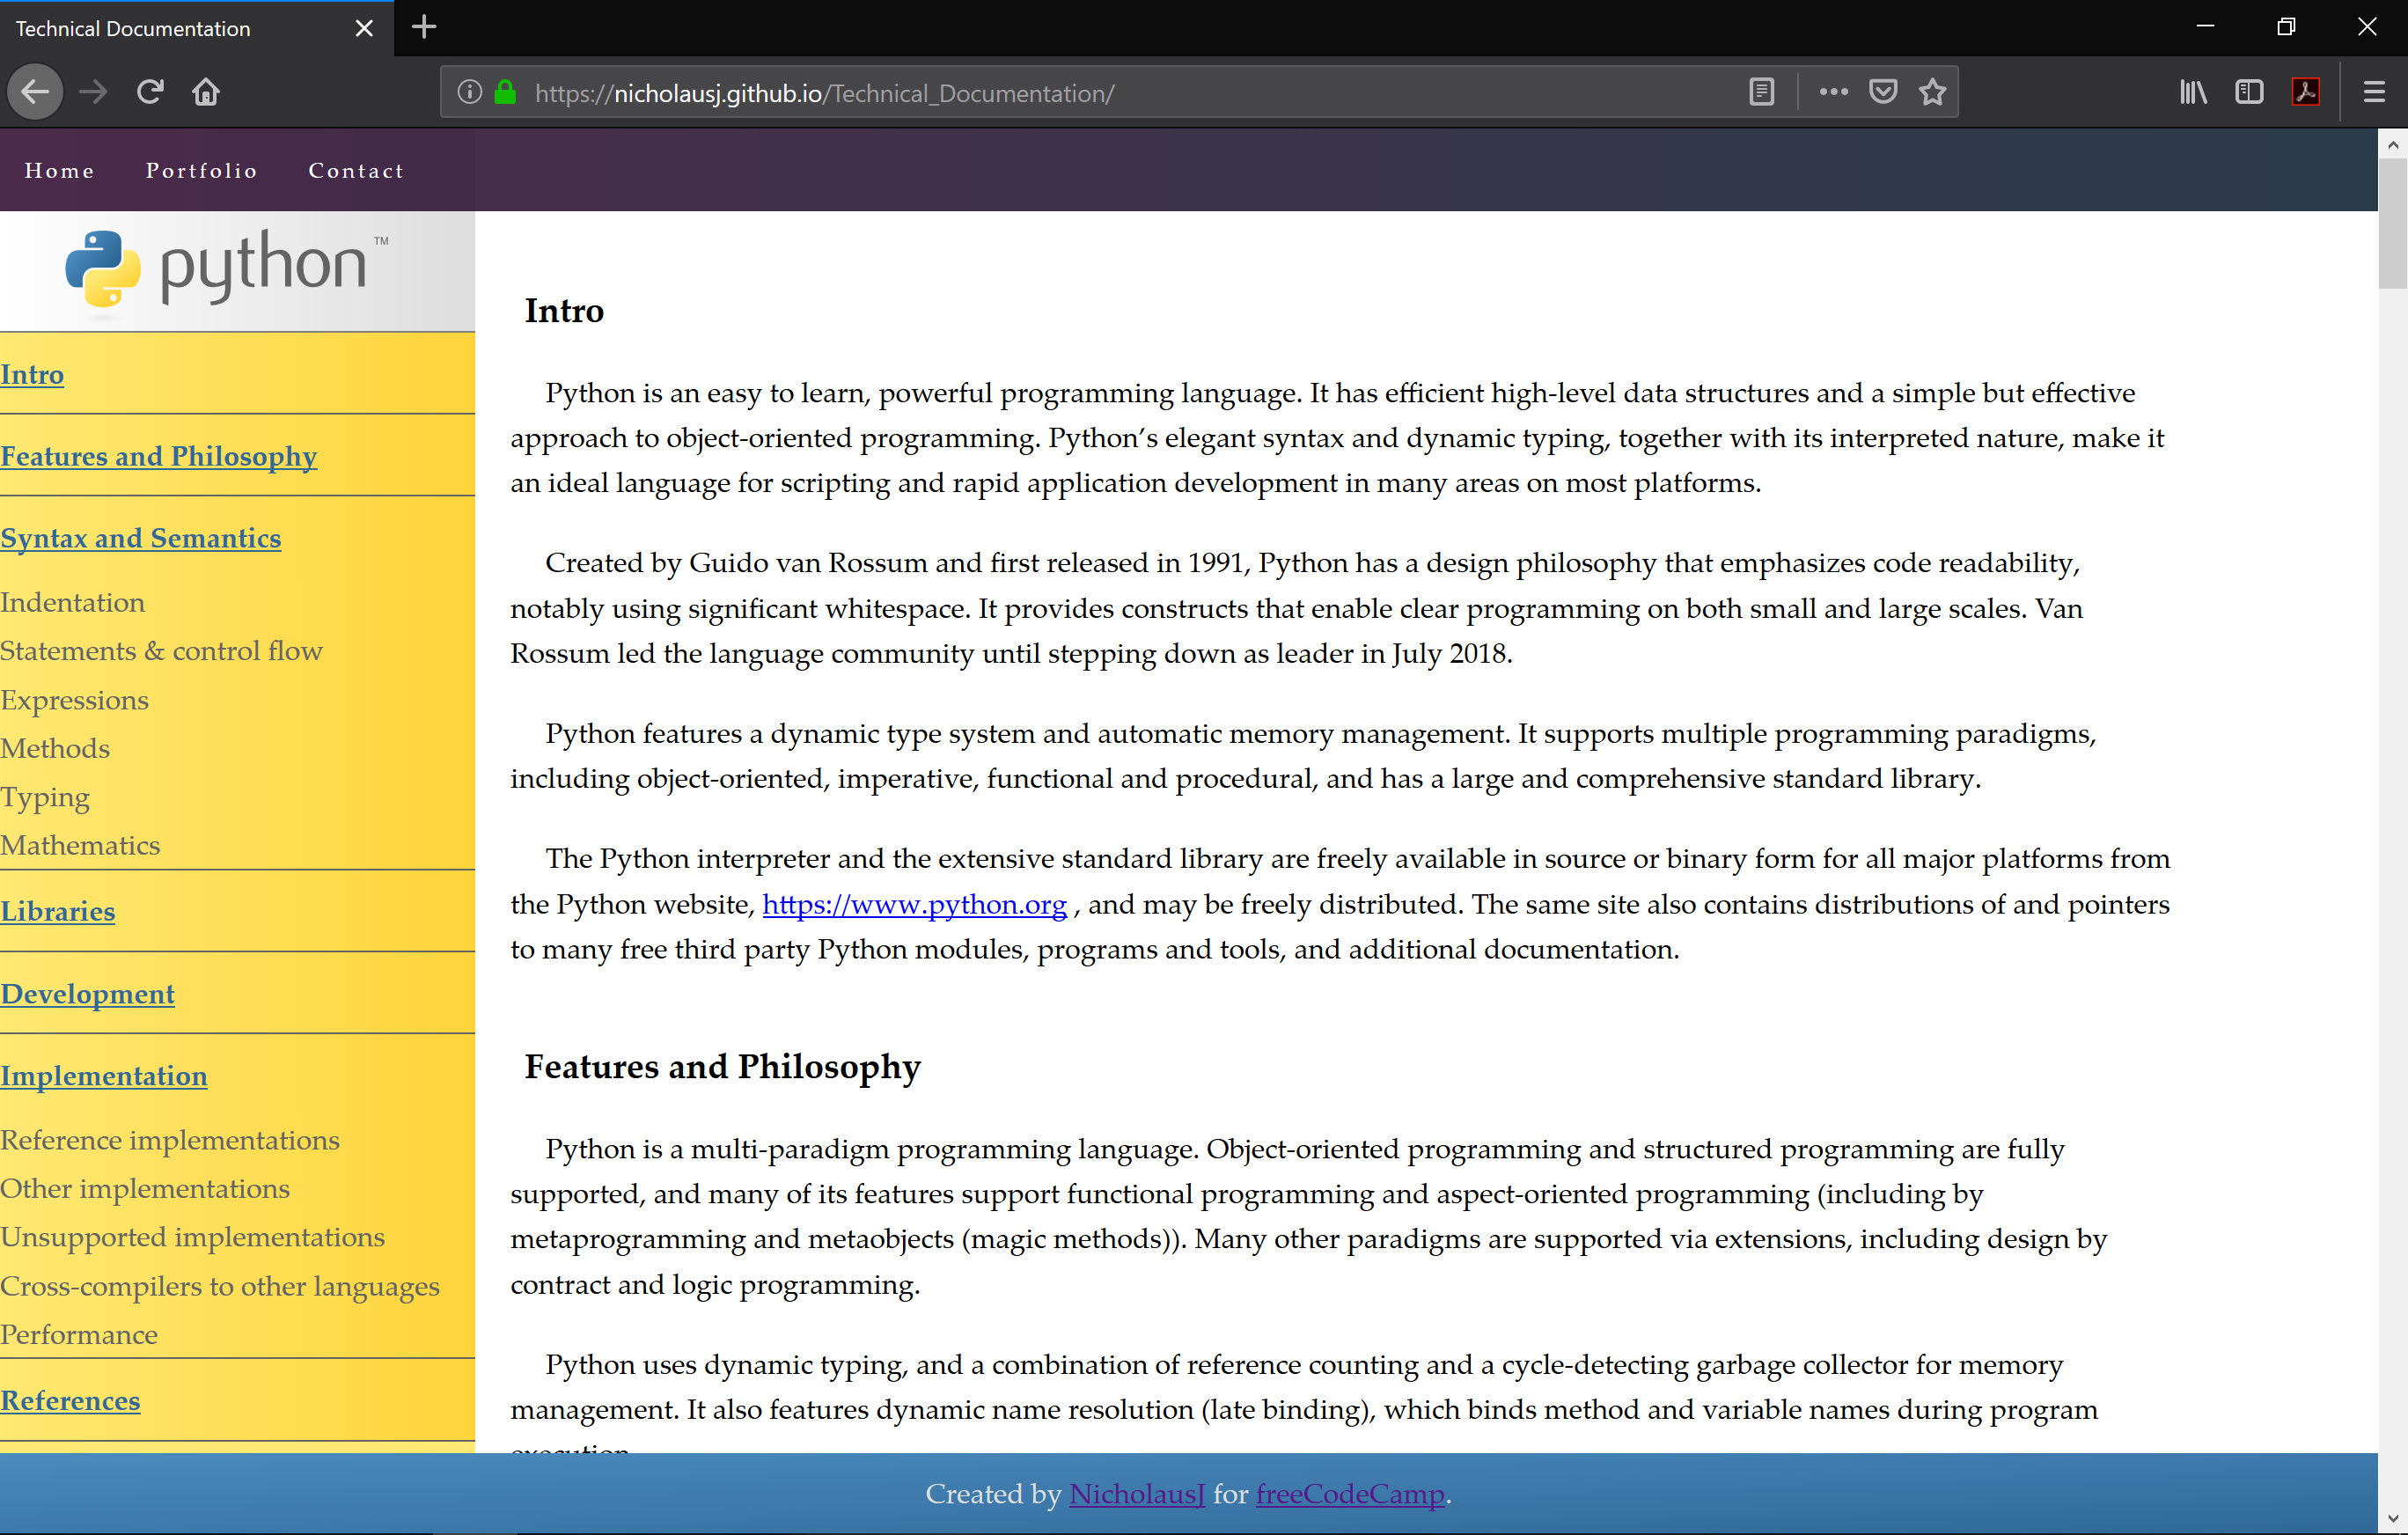 Technical Documentation
https://nicholausj.github.io/Technical_Documentation/
Home Portfolio Contact
python™
Intro
Features and Philosophy
Syntax and Semantics
Indentation
Statements & control flow
Expressions
Methods
Typing
Mathematics
Libraries
Development
Implementation
Reference implementations
Other implementations
Unsupported implementations
Cross-compilers to other languages
Performance
References
Intro
Python is an easy to learn, powerful programming language. It has efficient high-level data structures and a simple but effective
approach to object-oriented programming. Python’s elegant syntax and dynamic typing, together with its interpreted nature, make it
an ideal language for scripting and rapid application development in many areas on most platforms.
Created by Guido van Rossum and first released in 1991, Python has a design philosophy that emphasizes code readability,
notably using significant whitespace. It provides constructs that enable clear programming on both small and large scales. Van
Rossum led the language community until stepping down as leader in July 2018.
Python features a dynamic type system and automatic memory management. It supports multiple programming paradigms,
including object-oriented, imperative, functional and procedural, and has a large and comprehensive standard library.
The Python interpreter and the extensive standard library are freely available in source or binary form for all major platforms from
the Python website, https://www.python.org , and may be freely distributed. The same site also contains distributions of and pointers
to many free third party Python modules, programs and tools, and additional documentation.
Features and Philosophy
Python is a multi-paradigm programming language. Object-oriented programming and structured programming are fully
supported, and many of its features support functional programming and aspect-oriented programming (including by
metaprogramming and metaobjects (magic methods)). Many other paradigms are supported via extensions, including design by
contract and logic programming.
Python uses dynamic typing, and a combination of reference counting and a cycle-detecting garbage collector for memory
management. It also features dynamic name resolution (late binding), which binds method and variable names during program
Created by NicholausJ for freeCodeCamp.